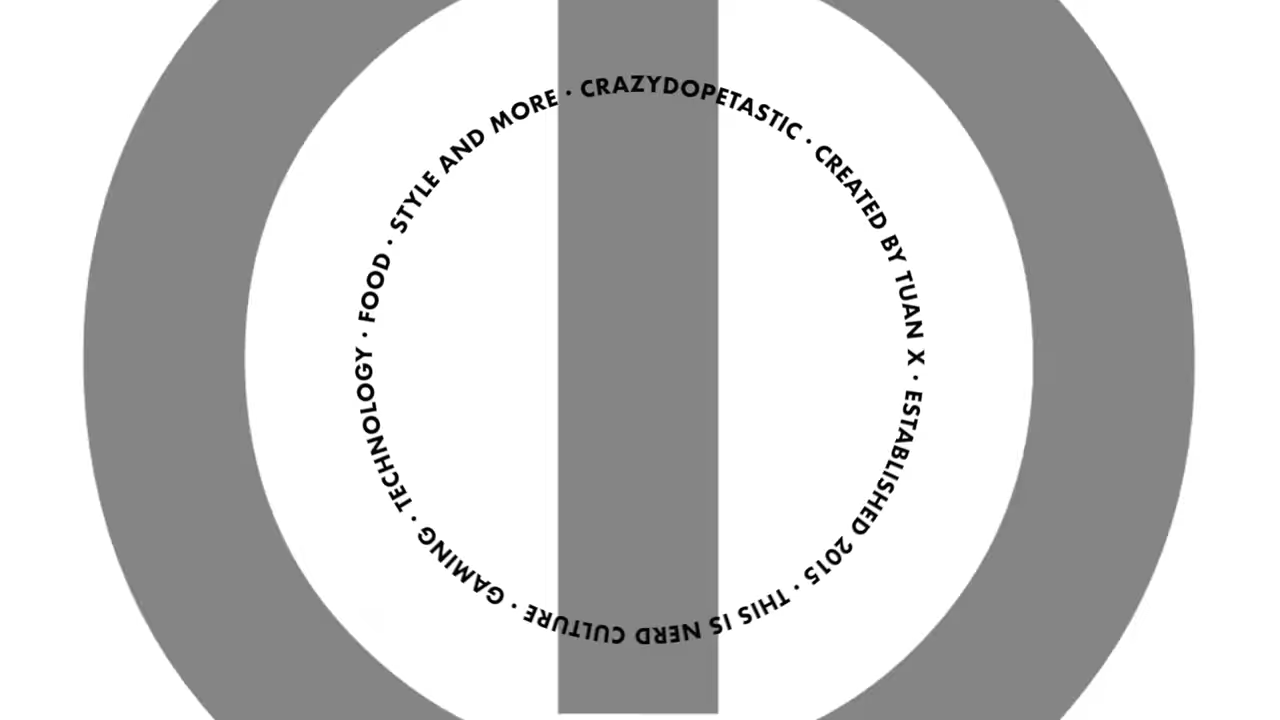 CRAZYDOPETASTIC · CREATED BY TUAN X · ESTABLISHED 2015 · THIS IS NERD CULTURE · GAMING · TECHNOLOGY · FOOD · STYLE AND MORE ·